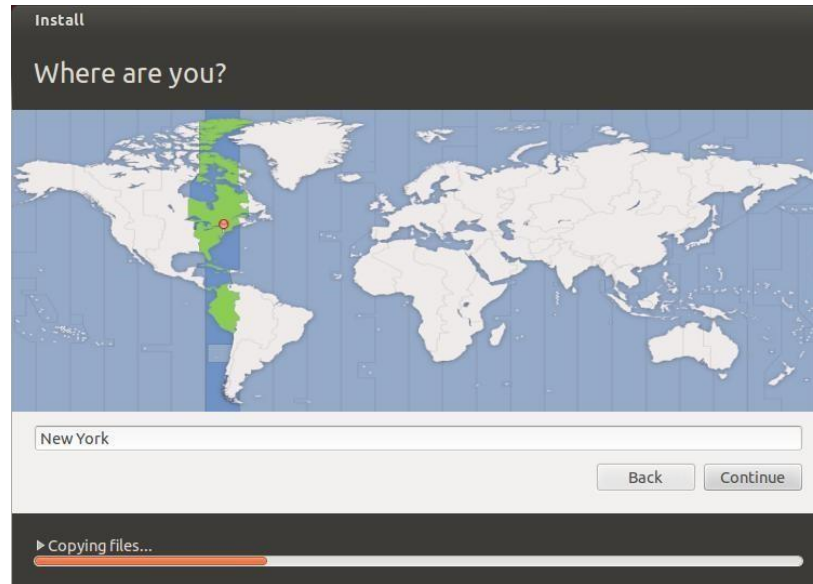 Install
Where are you?
New York
Back Continue
Copying files...